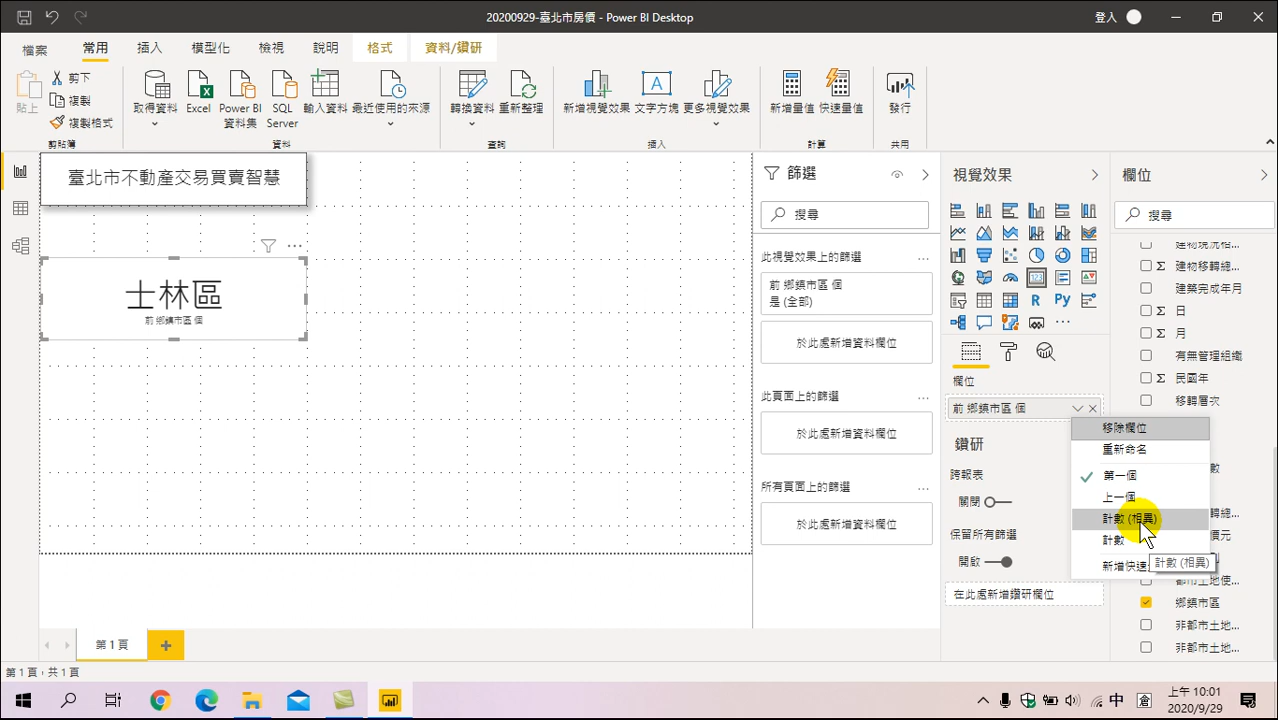 20200929-臺北市房價 - Power BI Desktop
登入
檔案
常用
插入
模型化
檢視
說明
格式
資料/鑽研
貼上
剪下
複製
複製格式
剪貼簿
取得資料
Excel
Power BI
資料集
SQL
Server
輸入資料
最近使用的來源
資料
轉換資料
重新整理
查詢
新增視覺效果
文字方塊
更多視覺效果
插入
新增量值
快速量值
計算
發行
共用
臺北市不動產交易買賣智慧
士林區
前 鄉鎮市區 個
篩選
搜尋
此視覺效果上的篩選
前 鄉鎮市區 個
是 (全部)
於此處新增資料欄位
此頁面上的篩選
於此處新增資料欄位
所有頁面上的篩選
於此處新增資料欄位
視覺效果
123
R
Py
欄位
前 鄉鎮市區 個
鑽研
跨報表
關閉
保留所有篩選
開啟
在此處新增鑽研欄位
移除欄位
重新命名
第一個
上一個
計數 (相異)
計數
計數 (相異)
新增快速
欄位
搜尋
建物現況格...
Σ 建物移轉總...
建築完成年月
Σ 日
Σ 月
有無管理組織
Σ 民國年
移轉層次
鄉鎮市區
非都市土地...
非都市土地...
第 1 頁
第 1 頁，共 1 頁
中
倉
上午 10:01
2020/9/29